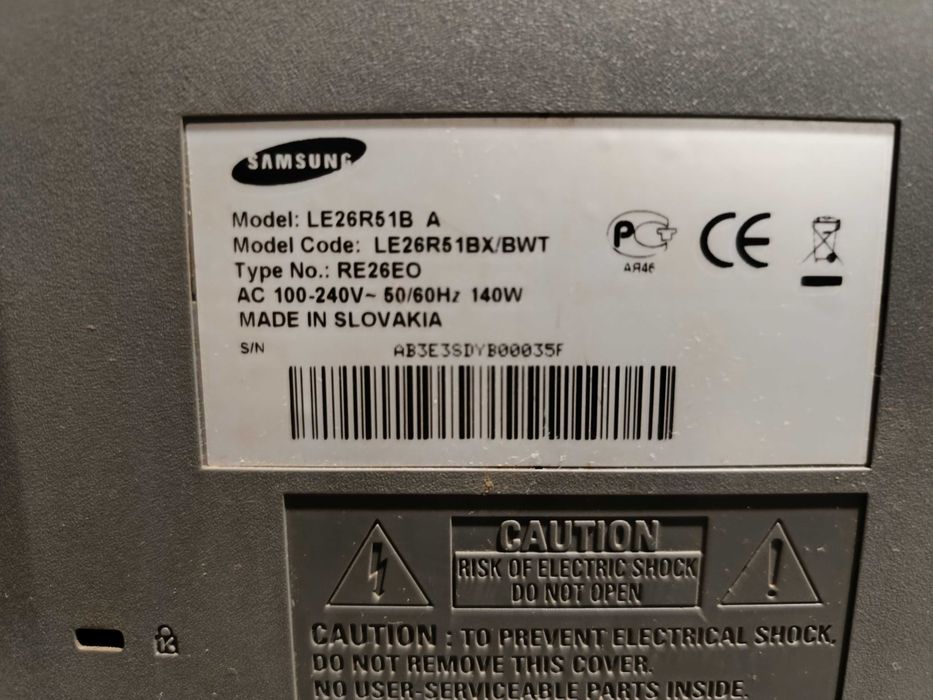 SAMSUNG
Model: LE26R51B A
Model Code: LE26R51BX/BWT
Type No.: RE26EO
AC 100-240V~ 50/60Hz 140W
MADE IN SLOVAKIA
S/N
AB3E3SDYB00035F
АЯ46
CE
CAUTION
RISK OF ELECTRIC SHOCK
DO NOT OPEN
CAUTION : TO PREVENT ELECTRICAL SHOCK,
DO NOT REMOVE THIS COVER.
NO USER-SERVICEABLE PARTS INSIDE.